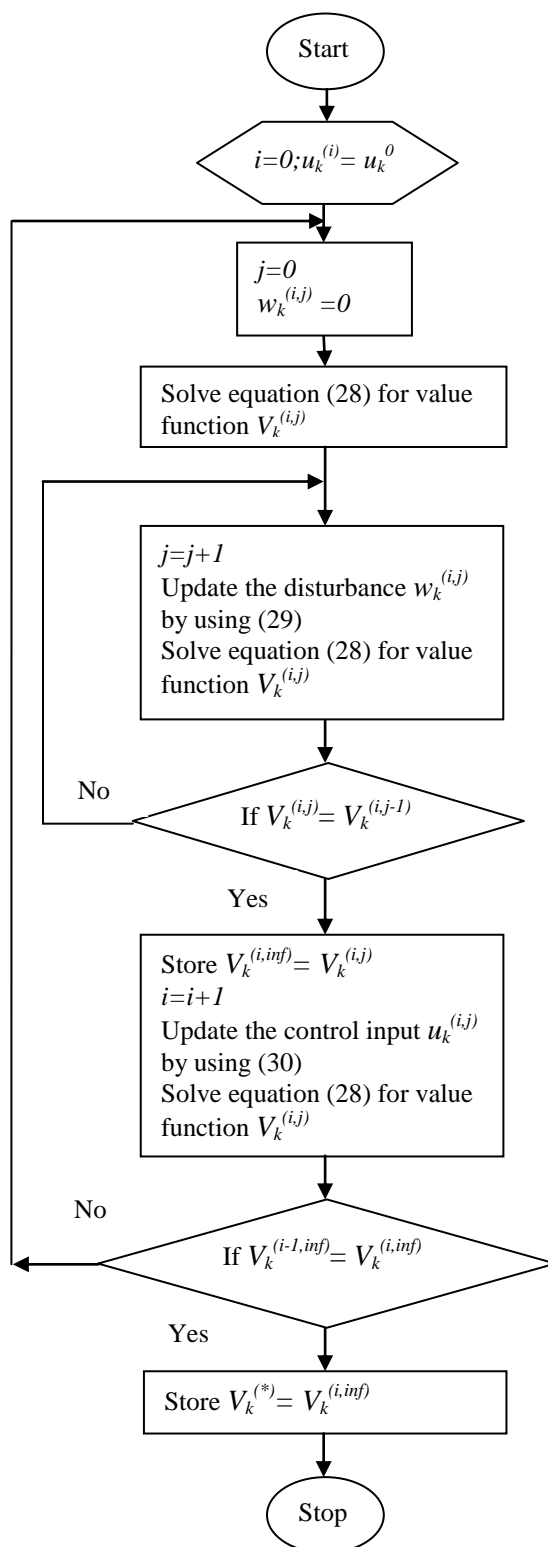 Start
i=0;u_k^(i)= u_k^0
j=0
w_k^(i,j) =0
Solve equation (28) for value
function V_k^(i,j)
j=j+1
Update the disturbance w_k^(i,j)
by using (29)
Solve equation (28) for value
function V_k^(i,j)
No
If V_k^(i,j)= V_k^(i,j-1)
Yes
Store V_k^(i,inf)= V_k^(i,j)
i=i+1
Update the control input u_k^(i,j)
by using (30)
Solve equation (28) for value
function V_k^(i,j)
No
If V_k^(i-1,inf)= V_k^(i,inf)
Yes
Store V_k^(*)= V_k^(i,inf)
Stop